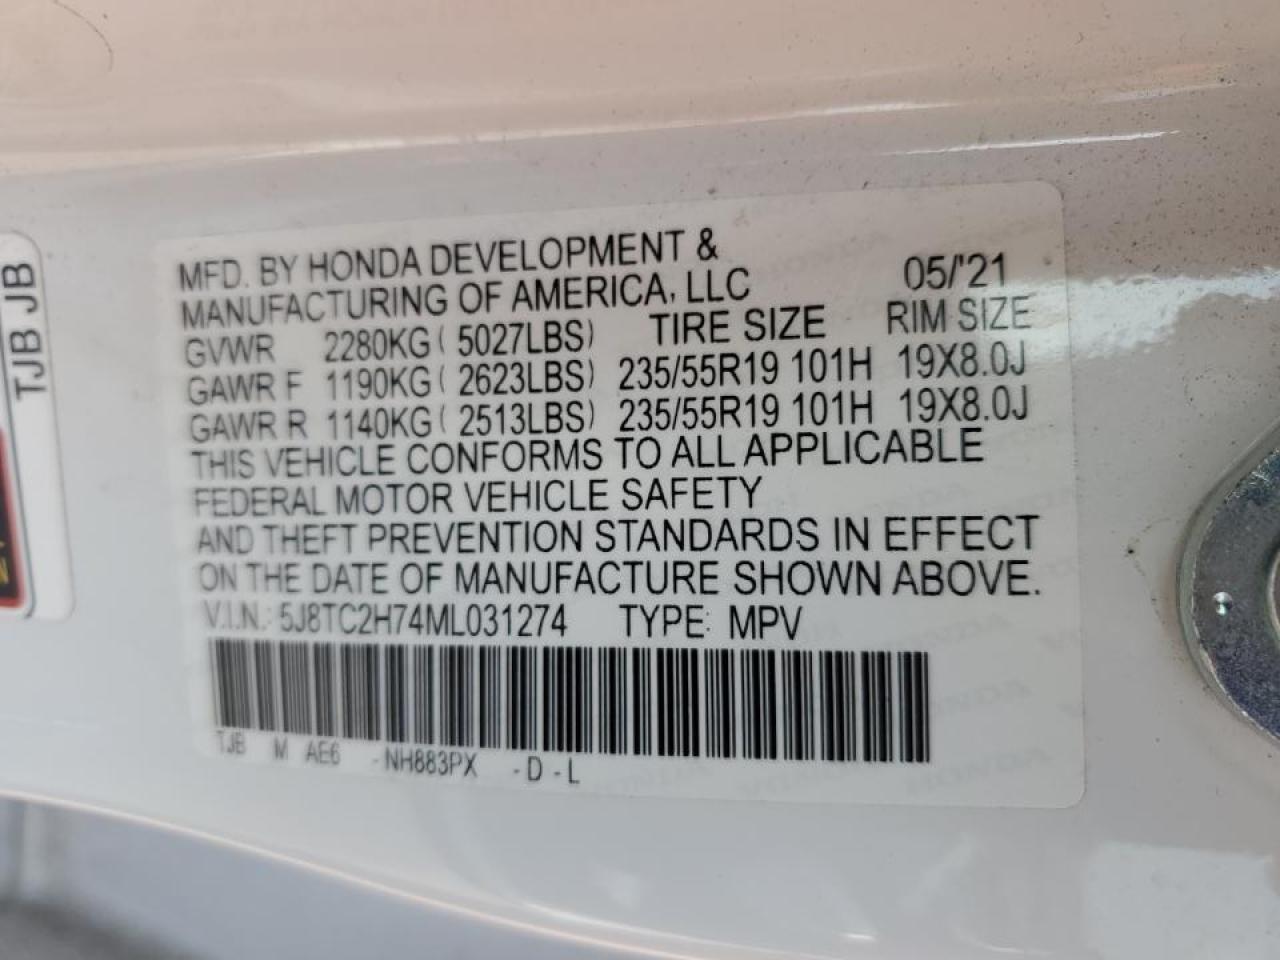 TJB JB
MFD. BY HONDA DEVELOPMENT &
MANUFACTURING OF AMERICA, LLC 05/'21
GVWR 2280KG ( 5027LBS) TIRE SIZE RIM SIZE
GAWR F 1190KG ( 2623LBS) 235/55R19 101H 19X8.0J
GAWR R 1140KG ( 2513LBS) 235/55R19 101H 19X8.0J
THIS VEHICLE CONFORMS TO ALL APPLICABLE
FEDERAL MOTOR VEHICLE SAFETY
AND THEFT PREVENTION STANDARDS IN EFFECT
ON THE DATE OF MANUFACTURE SHOWN ABOVE.
V.I.N.: 5J8TC2H74ML031274 TYPE: MPV
TJB M AE6 - NH883PX - D - L